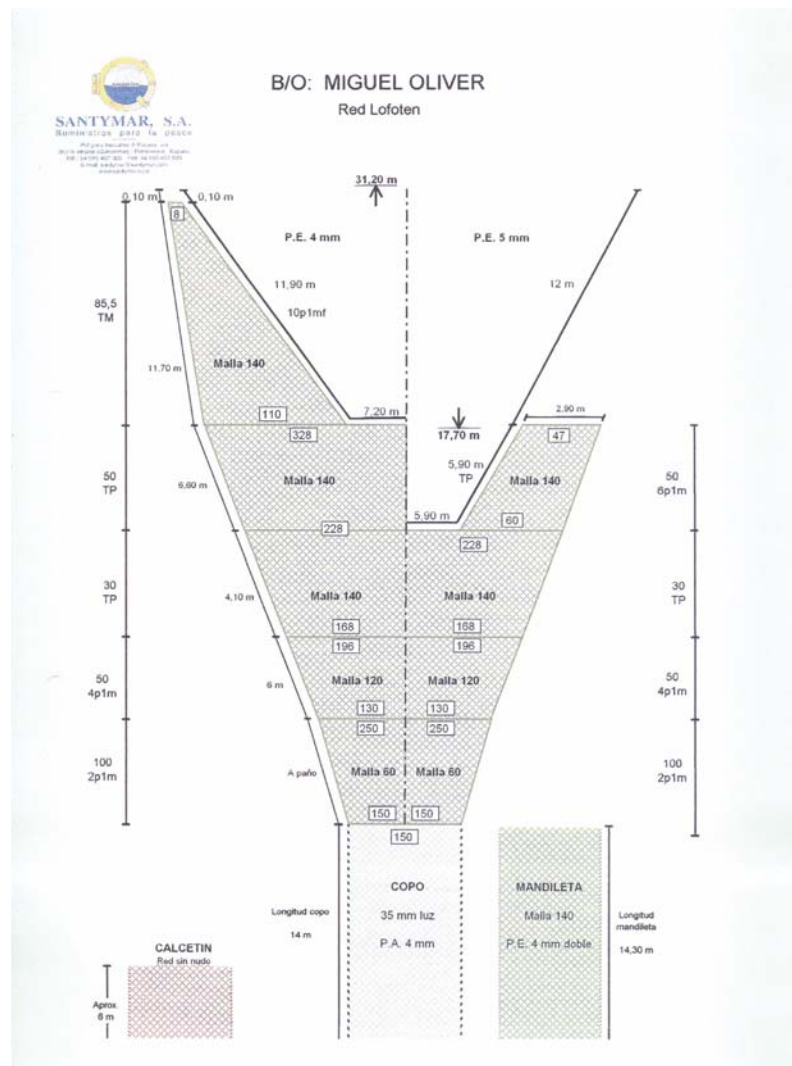 SANTYMAR, S.A.
Suministros para la pesca
B/O: MIGUEL OLIVER
Red Lofoten
31,20 m
0,10 m
0,10 m
8
P.E. 4 mm
P.E. 5 mm
11,90 m
12 m
10p1mf
85,5
TM
Malla 140
11,70 m
110
7,20 m
2,90 m
328
17,70 m
47
50
TP
6,60 m
Malla 140
5,90 m
TP
Malla 140
50
6p1m
5,90 m
60
228
228
30
TP
4,10 m
Malla 140
Malla 140
30
TP
168
168
196
196
50
4p1m
6 m
Malla 120
Malla 120
50
4p1m
130
130
250
250
100
2p1m
A paño
Malla 60
Malla 60
100
2p1m
150
150
150
COPO
35 mm luz
P.A. 4 mm
Longitud copo
14 m
MANDILETA
Malla 140
P.E. 4 mm doble
Longitud
mandileta
14,30 m
CALCETIN
Red sin nudo
Aprox.
6 m